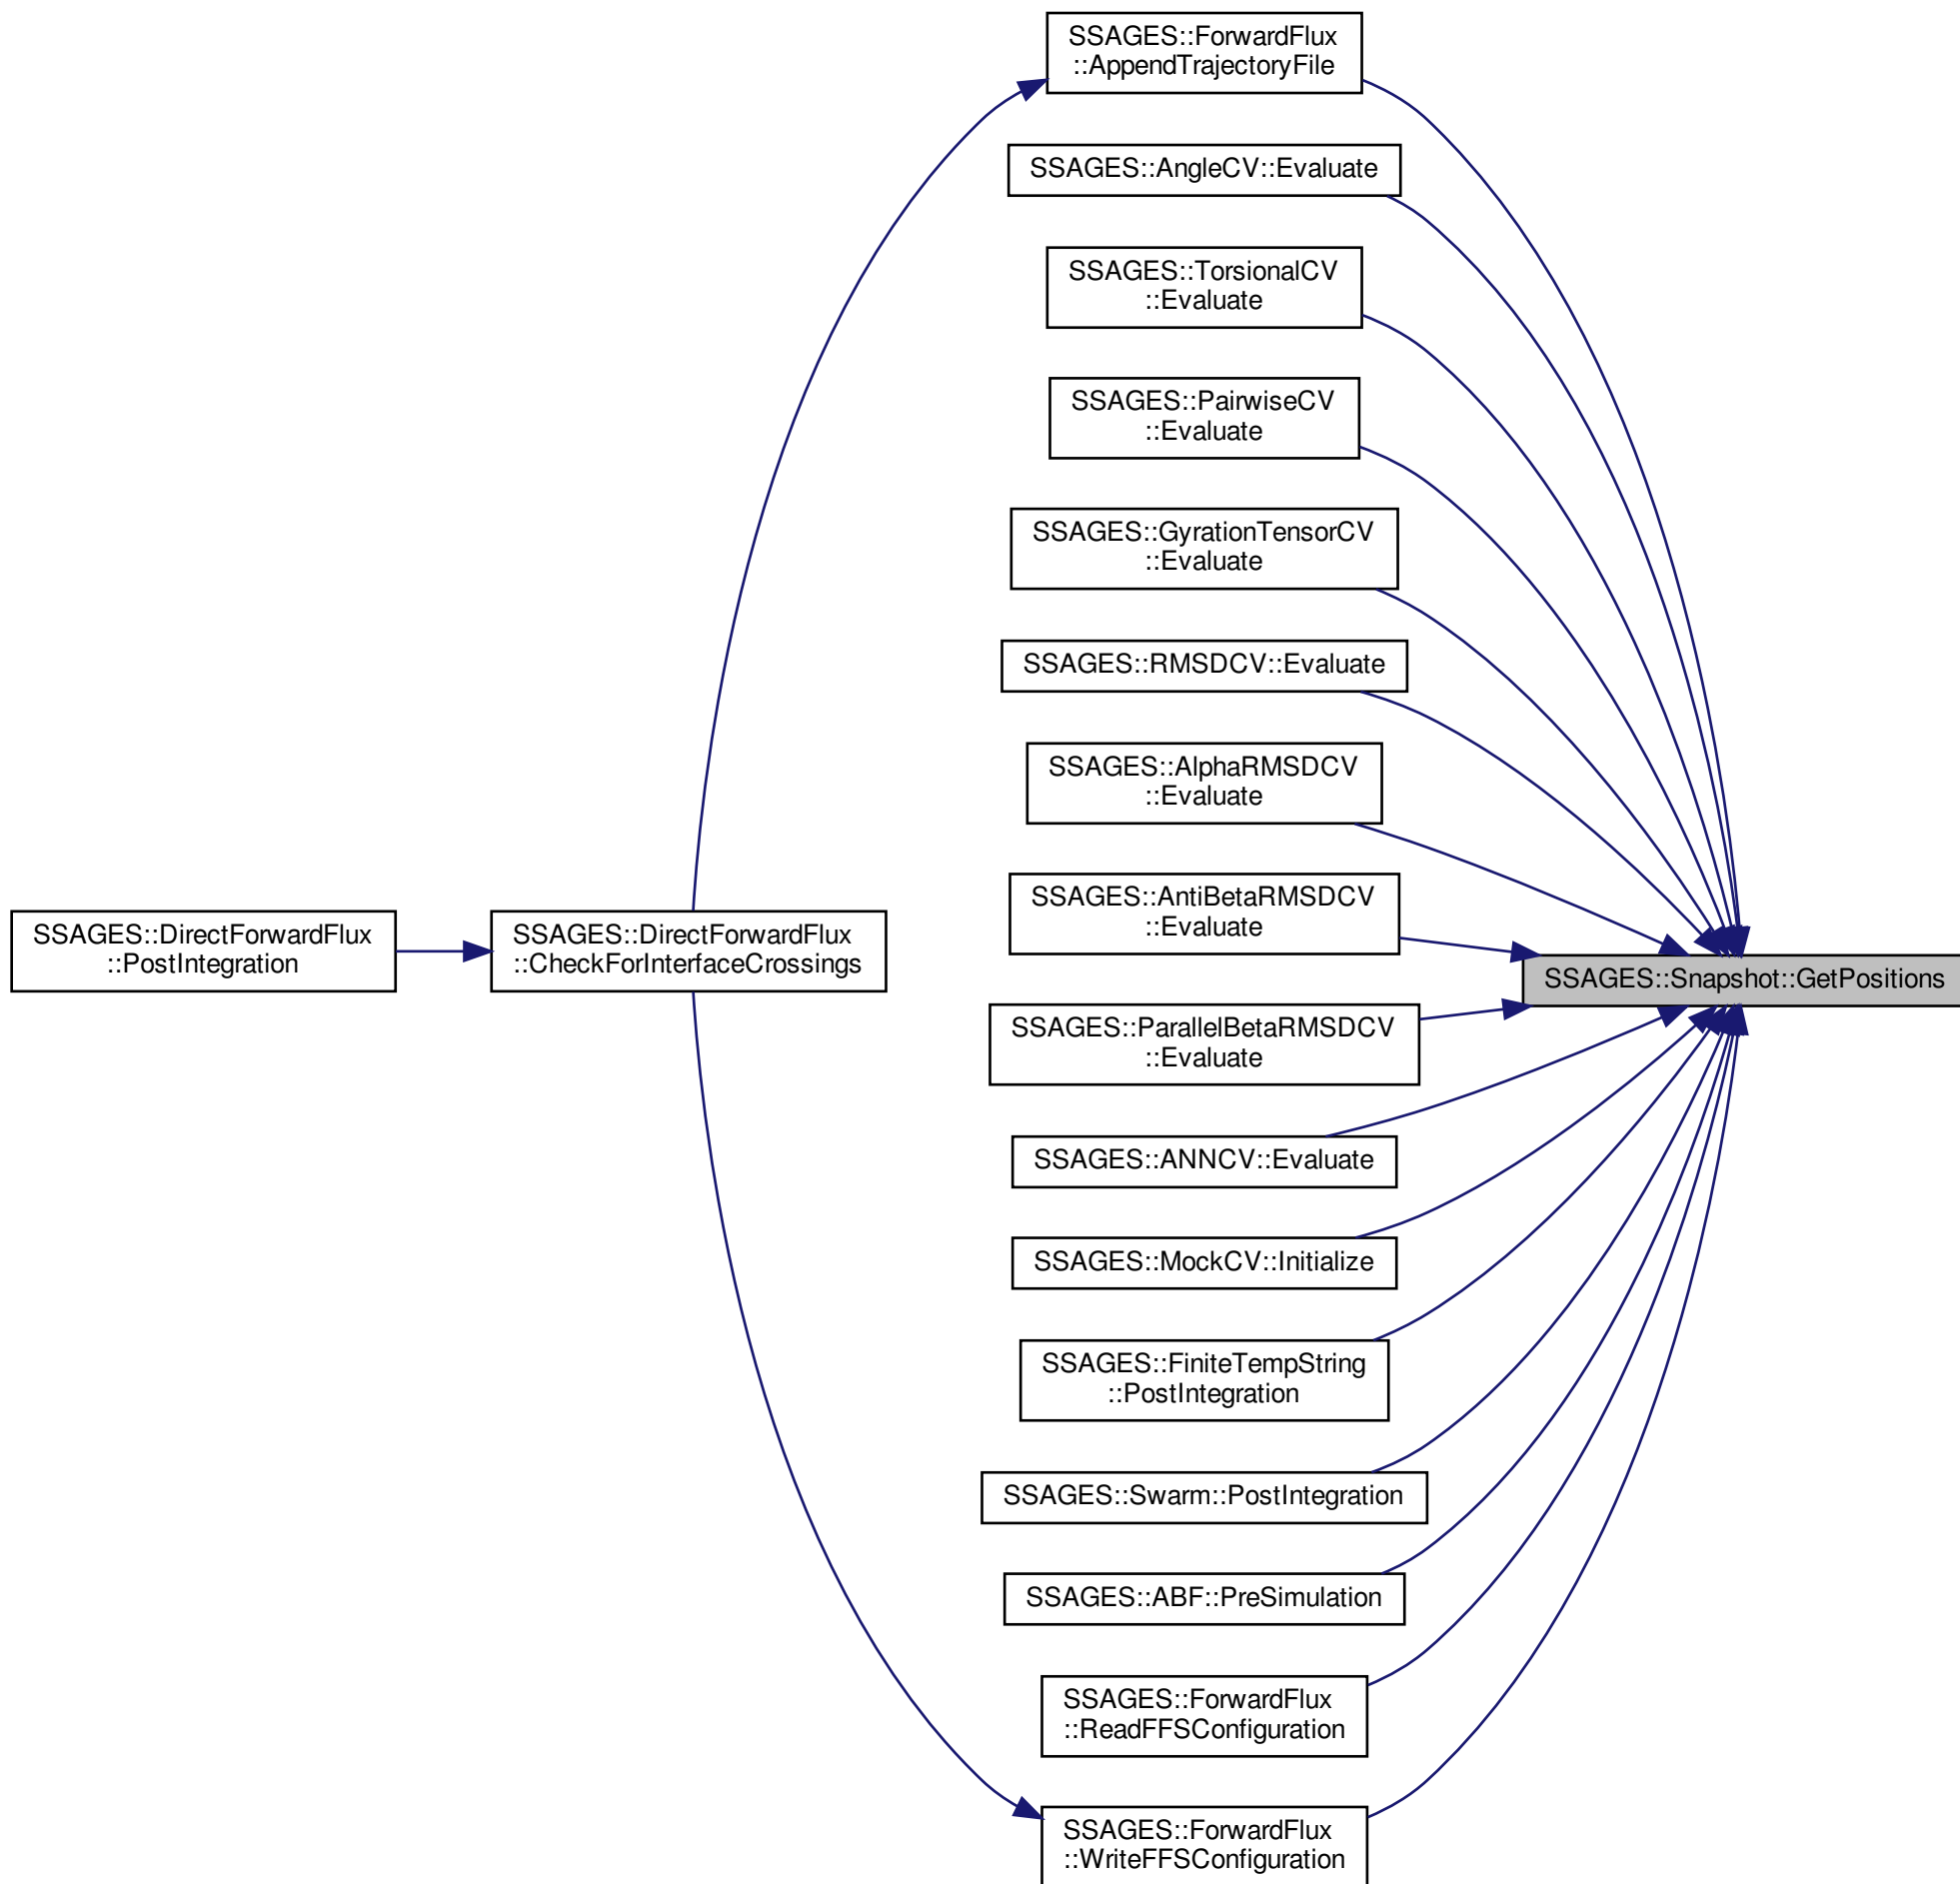 SSAGES::ForwardFlux
::AppendTrajectoryFile
SSAGES::AngleCV::Evaluate
SSAGES::TorsionalCV
::Evaluate
SSAGES::PairwiseCV
::Evaluate
SSAGES::GyrationTensorCV
::Evaluate
SSAGES::RMSDCV::Evaluate
SSAGES::AlphaRMSDCV
::Evaluate
SSAGES::AntiBetaRMSDCV
::Evaluate
SSAGES::DirectForwardFlux
::PostIntegration
SSAGES::DirectForwardFlux
::CheckForInterfaceCrossings
SSAGES::Snapshot::GetPositions
SSAGES::ParallelBetaRMSDCV
::Evaluate
SSAGES::ANNCV::Evaluate
SSAGES::MockCV::Initialize
SSAGES::FiniteTempString
::PostIntegration
SSAGES::Swarm::PostIntegration
SSAGES::ABF::PreSimulation
SSAGES::ForwardFlux
::ReadFFSConfiguration
SSAGES::ForwardFlux
::WriteFFSConfiguration